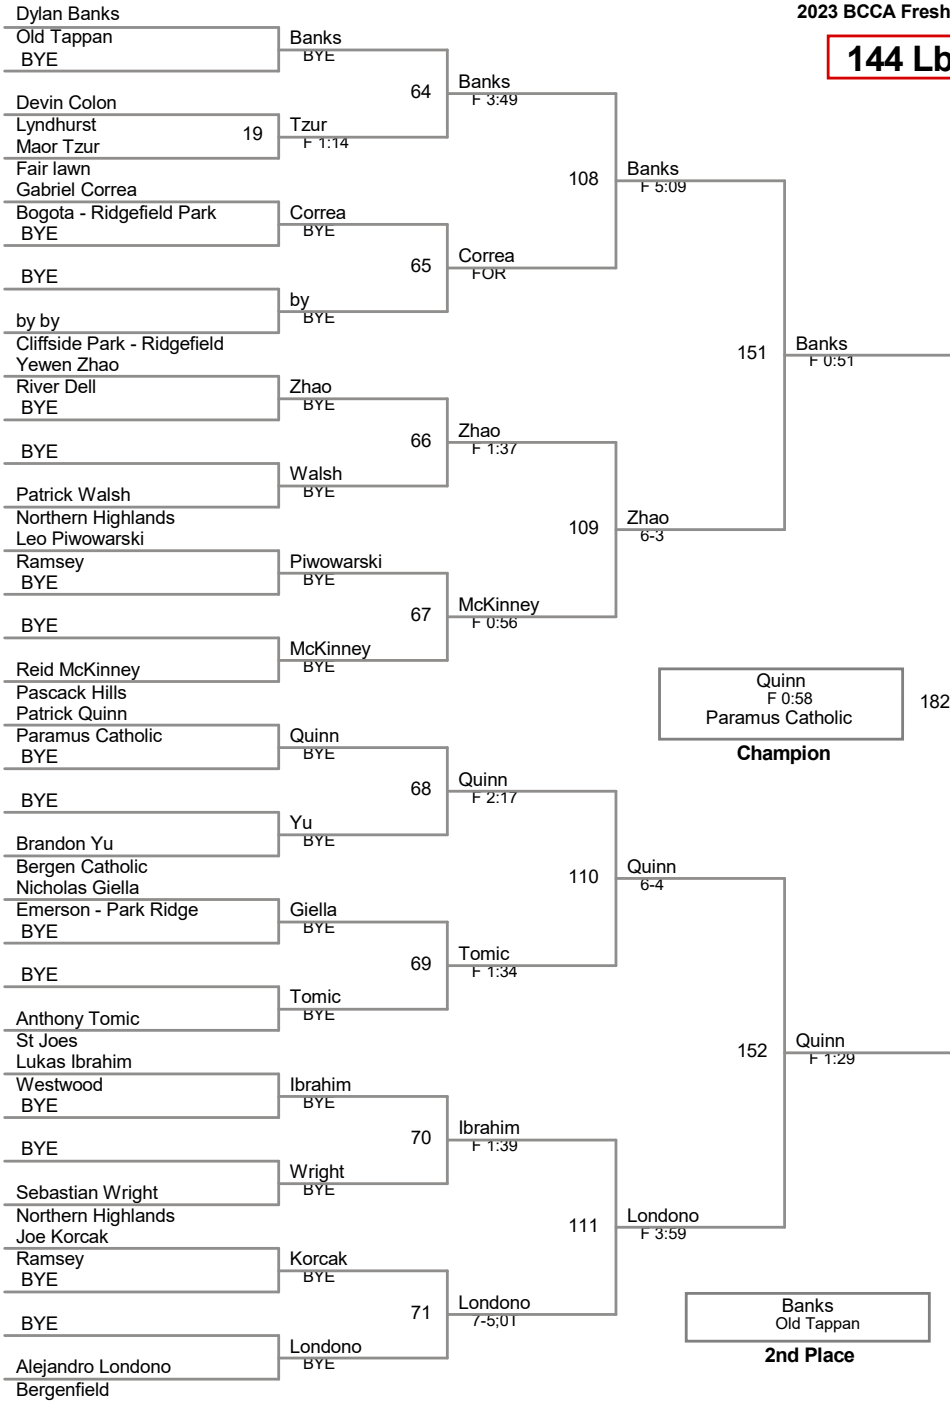 2023 BCCA Fresh
144 Lb
Dylan Banks
Old Tappan
BYE
Devin Colon
Lyndhurst
19
Maor Tzur
Fair lawn
Gabriel Correa
Bogota - Ridgefield Park
BYE
BYE
by by
Cliffside Park - Ridgefield
Yewen Zhao
River Dell
BYE
BYE
Patrick Walsh
Northern Highlands
Leo Piwowarski
Ramsey
BYE
BYE
Reid McKinney
Pascack Hills
Patrick Quinn
Paramus Catholic
BYE
BYE
Brandon Yu
Bergen Catholic
Nicholas Giella
Emerson - Park Ridge
BYE
BYE
Anthony Tomic
St Joes
Lukas Ibrahim
Westwood
BYE
BYE
Sebastian Wright
Northern Highlands
Joe Korcak
Ramsey
BYE
BYE
Alejandro Londono
Bergenfield
Banks
BYE
64
Tzur
F 1:14
Correa
BYE
65
by
BYE
Zhao
BYE
66
Walsh
BYE
Piwowarski
BYE
67
McKinney
BYE
Quinn
BYE
68
Yu
BYE
Giella
BYE
69
Tomic
BYE
Ibrahim
BYE
70
Wright
BYE
Korcak
BYE
71
Londono
BYE
Banks
F 3:49
108
Correa
FOR
Zhao
F 1:37
109
McKinney
F 0:56
Quinn
F 2:17
110
Tomic
F 1:34
Ibrahim
F 1:39
111
Londono
7-5;OT
Banks
F 5:09
151
Zhao
6-3
Quinn
6-4
152
Londono
F 3:59
Banks
F 0:51
Quinn
F 1:29
Quinn
F 0:58
Paramus Catholic
182
Champion
Banks
Old Tappan
2nd Place